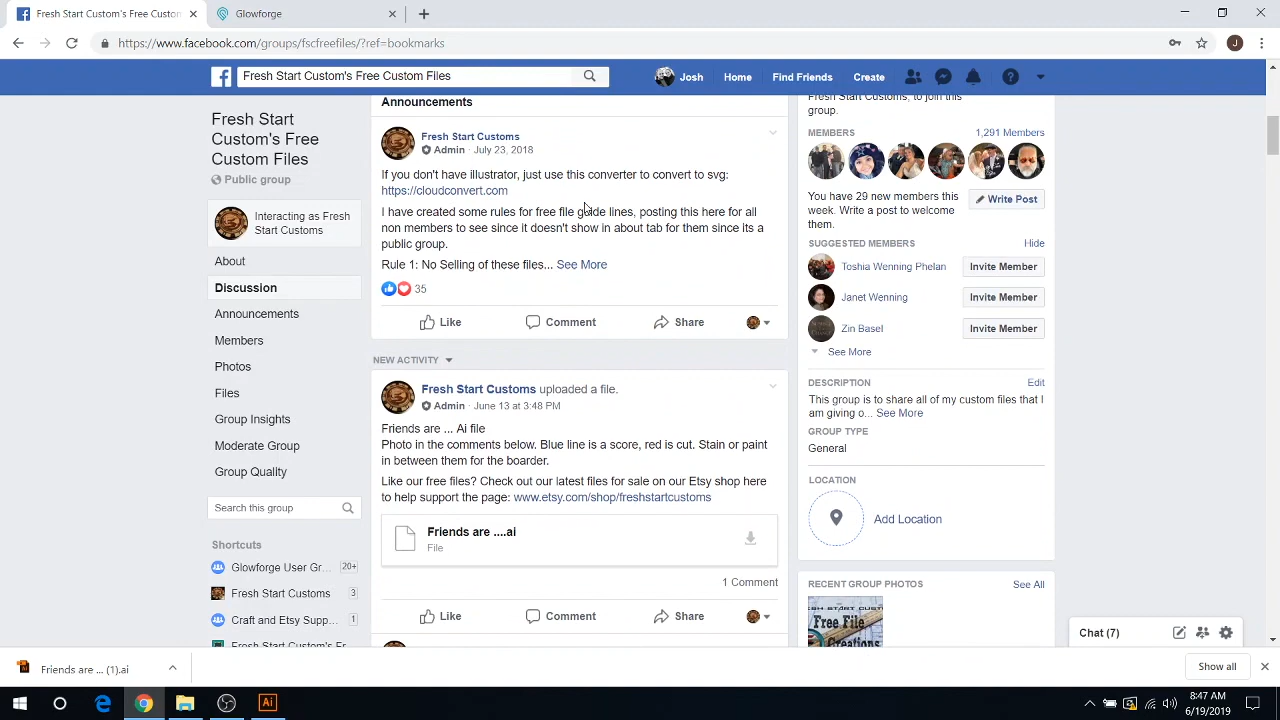 Fresh Start Custom's Free Custom
Glowforge
https://www.facebook.com/groups/fscfreefiles/?ref=bookmarks
J
Fresh Start Custom's Free Custom Files
Josh
Home
Find Friends
Create
Fresh Start
Custom's Free
Custom Files
Public group
Interacting as Fresh
Start Customs
About
Discussion
Announcements
Members
Photos
Files
Group Insights
Moderate Group
Group Quality
Search this group
Shortcuts
Glowforge User Gr... 20+
Fresh Start Customs 3
Craft and Etsy Supp... 1
Fresh Start Custom's Fr...
Announcements
Fresh Start Customs
Admin · July 23, 2018
If you don't have illustrator, just use this converter to convert to svg:
https://cloudconvert.com
I have created some rules for free file guide lines, posting this here for all
non members to see since it doesn't show in about tab for them since its a
public group.
Rule 1: No Selling of these files... See More
35
Like
Comment
Share
NEW ACTIVITY
Fresh Start Customs uploaded a file.
Admin · June 13 at 3:48 PM
Friends are ... Ai file
Photo in the comments below. Blue line is a score, red is cut. Stain or paint
in between them for the boarder.
Like our free files? Check out our latest files for sale on our Etsy shop here
to help support the page: www.etsy.com/shop/freshstartcustoms
Friends are ....ai
File
1 Comment
Like
Comment
Share
Fresh Start Customs, to join this
group.
MEMBERS
1,291 Members
You have 29 new members this
week. Write a post to welcome
them.
Write Post
SUGGESTED MEMBERS
Hide
Toshia Wenning Phelan
Invite Member
Janet Wenning
Invite Member
Zin Basel
Invite Member
See More
DESCRIPTION
Edit
This group is to share all of my custom files that I
am giving o... See More
GROUP TYPE
General
LOCATION
Add Location
RECENT GROUP PHOTOS
See All
Free File
Creations
Chat (7)
Friends are ... (1).ai
Show all
Ai
8:47 AM
6/19/2019